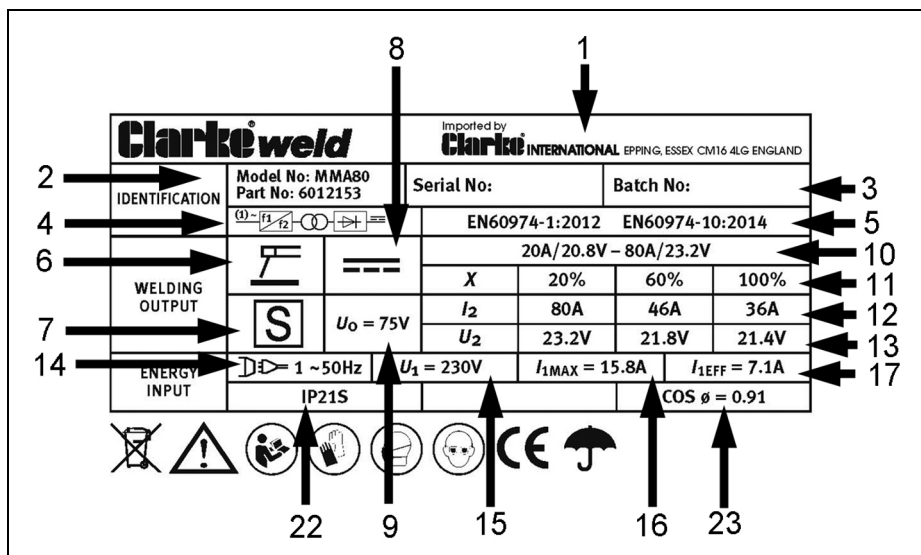 8
1
Clarke® weld
Imported by
Clarke® INTERNATIONAL EPPING, ESSEX CM16 4LG ENGLAND
2
IDENTIFICATION
Model No: MMA80
Part No: 6012153
Serial No:
Batch No:
3
4
(1)~ f1 f2
EN60974-1:2012 EN60974-10:2014
5
6
WELDING
OUTPUT
20A/20.8V – 80A/23.2V
10
X 20% 60% 100%
11
7
S
U0 = 75V
I2 80A 46A 36A
12
U2 23.2V 21.8V 21.4V
13
14
ENERGY
INPUT
1 ~50Hz
U1 = 230V
I1MAX = 15.8A
I1EFF = 7.1A
17
IP21S
COS ø = 0.91
CE
22
9
15
16
23